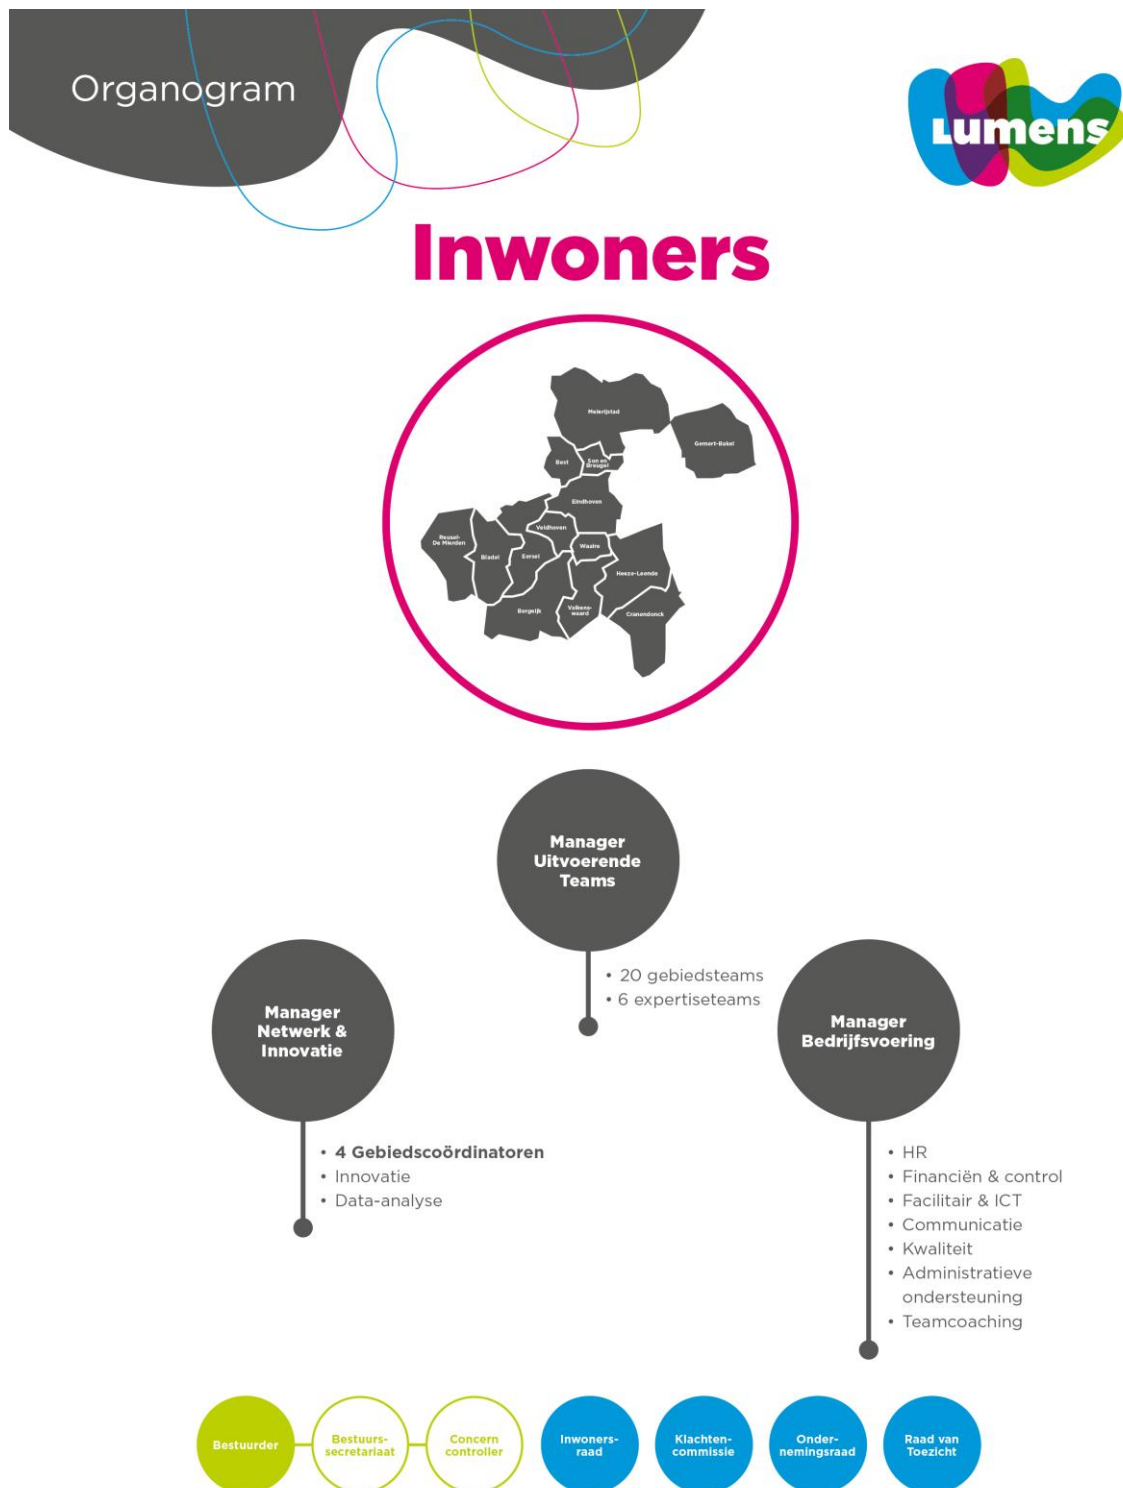 Organogram
Lumens
Inwoners
Meierijstad
Gemert-Bakel
Best
Son en
Breugel
Eindhoven
Veldhoven
Reusel-
De Mierden
Bladel
Eersel
Waalre
Heeze-Leende
Bergeijk
Valkens-
waard
Cranendonck
Manager
Uitvoerende
Teams
• 20 gebiedsteams
• 6 expertiseteams
Manager
Netwerk &
Innovatie
• 4 Gebiedscoördinatoren
• Innovatie
• Data-analyse
Manager
Bedrijfsvoering
• HR
• Financiën & control
• Facilitair & ICT
• Communicatie
• Kwaliteit
• Administratieve
ondersteuning
• Teamcoaching
Bestuurder
Bestuurs-
secretariaat
Concern
controller
Inwoners-
raad
Klachten-
commissie
Onder-
nemingsraad
Raad van
Toezicht